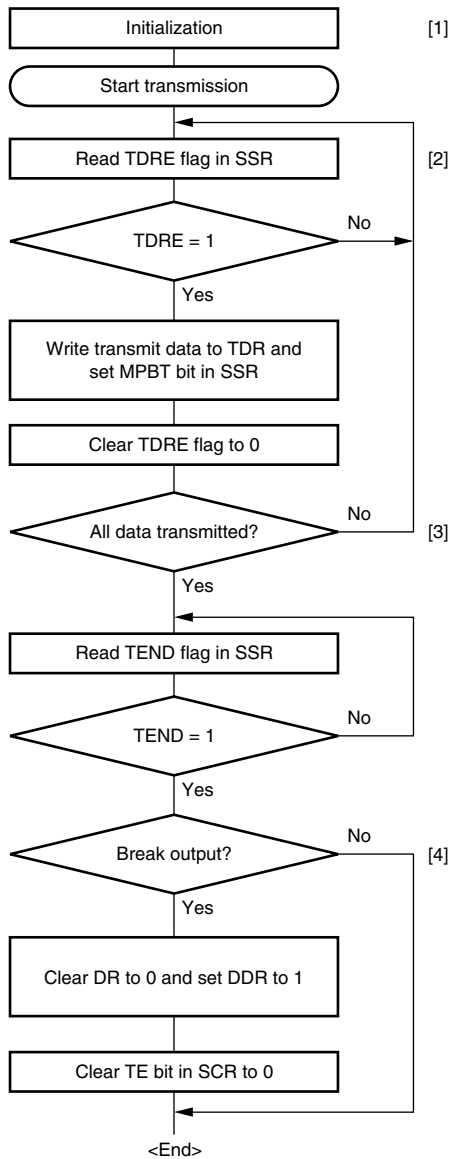 Initialization
[1]
Start transmission
Read TDRE flag in SSR
[2]
TDRE = 1
No
Yes
Write transmit data to TDR and
set MPBT bit in SSR
Clear TDRE flag to 0
All data transmitted?
No
[3]
Yes
Read TEND flag in SSR
TEND = 1
No
Yes
Break output?
No
[4]
Yes
Clear DR to 0 and set DDR to 1
Clear TE bit in SCR to 0
<End>